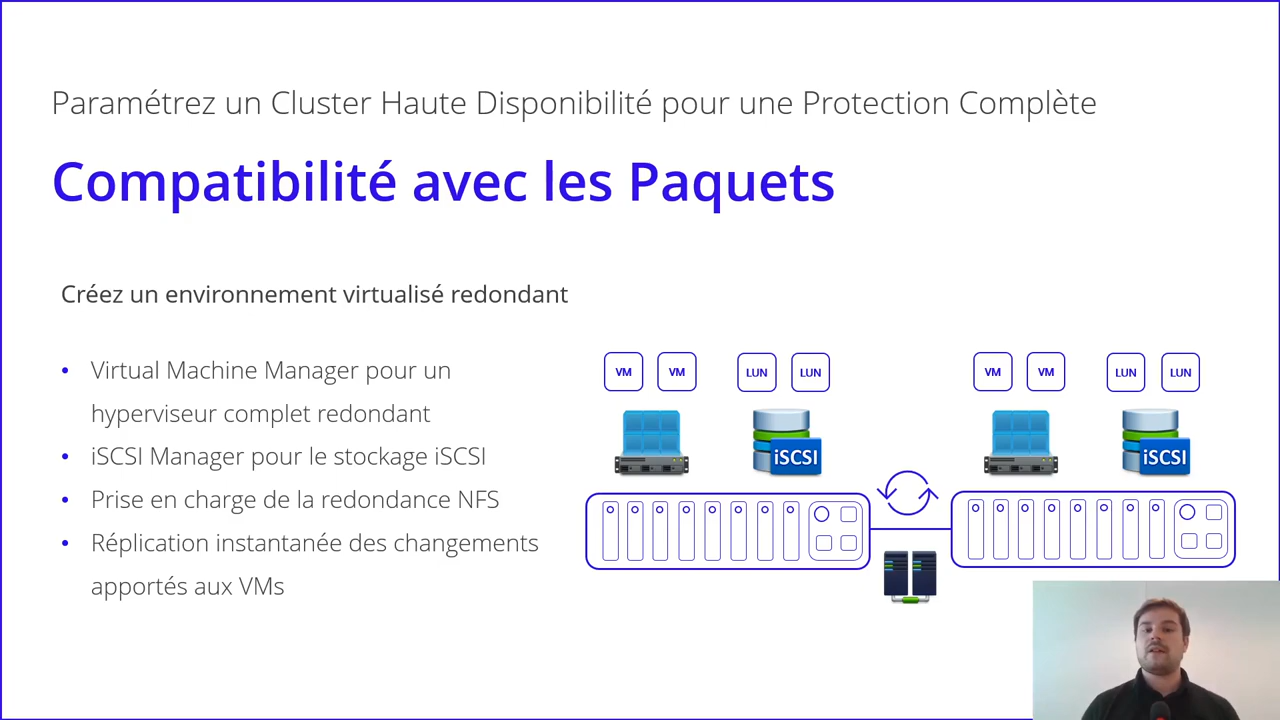 Paramétrez un Cluster Haute Disponibilité pour une Protection Complète
Compatibilité avec les Paquets
Créez un environnement virtualisé redondant
• Virtual Machine Manager pour un
hyperviseur complet redondant
• iSCSI Manager pour le stockage iSCSI
• Prise en charge de la redondance NFS
• Réplication instantanée des changements
apportés aux VMs
VM VM LUN LUN
iSCSI
VM VM LUN LUN
iSCSI